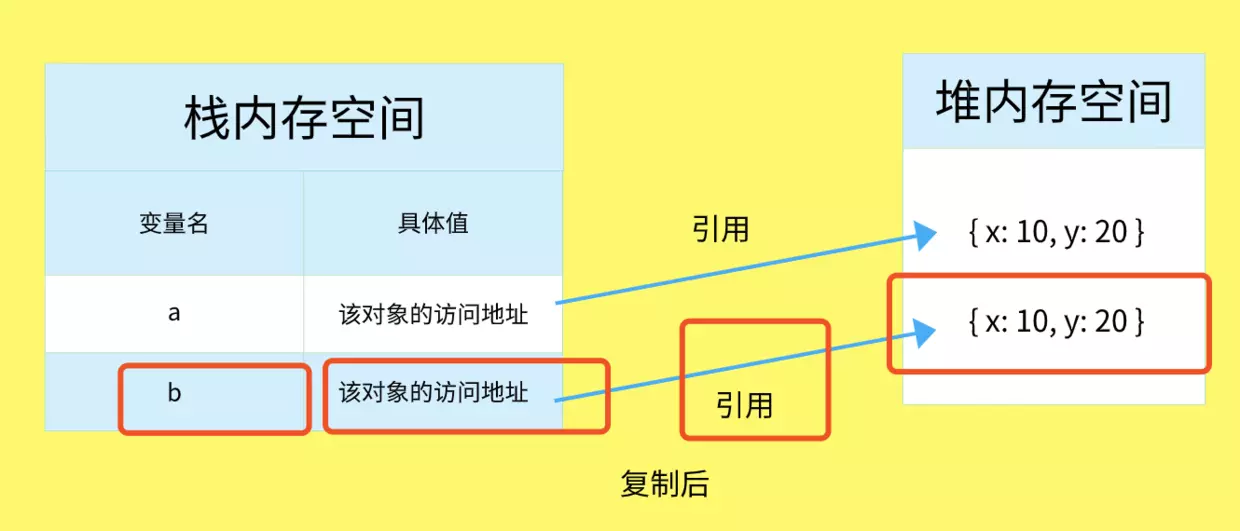 栈内存空间
堆内存空间
变量名
具体值
引用
{ x: 10, y: 20 }
a
该对象的访问地址
{ x: 10, y: 20 }
b
该对象的访问地址
引用
复制后